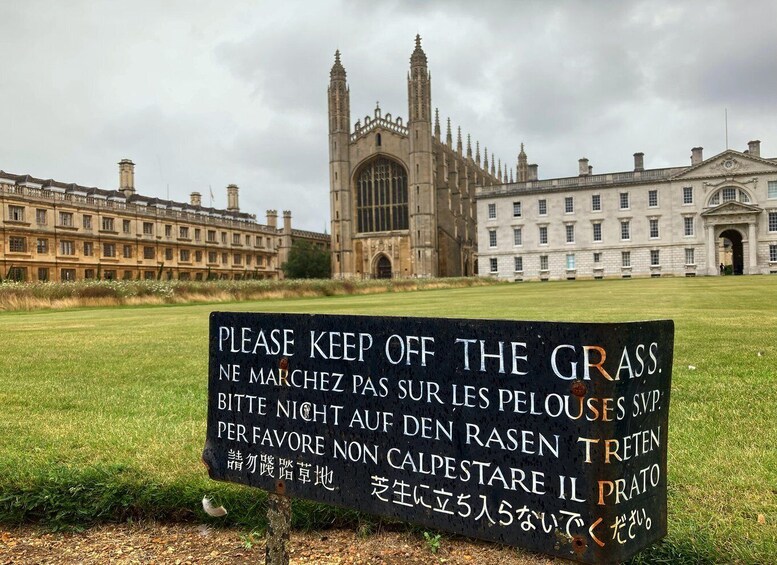 PLEASE KEEP OFF THE GRASS.
NE MARCHEZ PAS SUR LES PELOUSES S.V.P.
BITTE NICHT AUF DEN RASEN TRETEN
PER FAVORE NON CALPESTARE IL PRATO
請勿踐踏草地 芝生に立ち入らないでください。